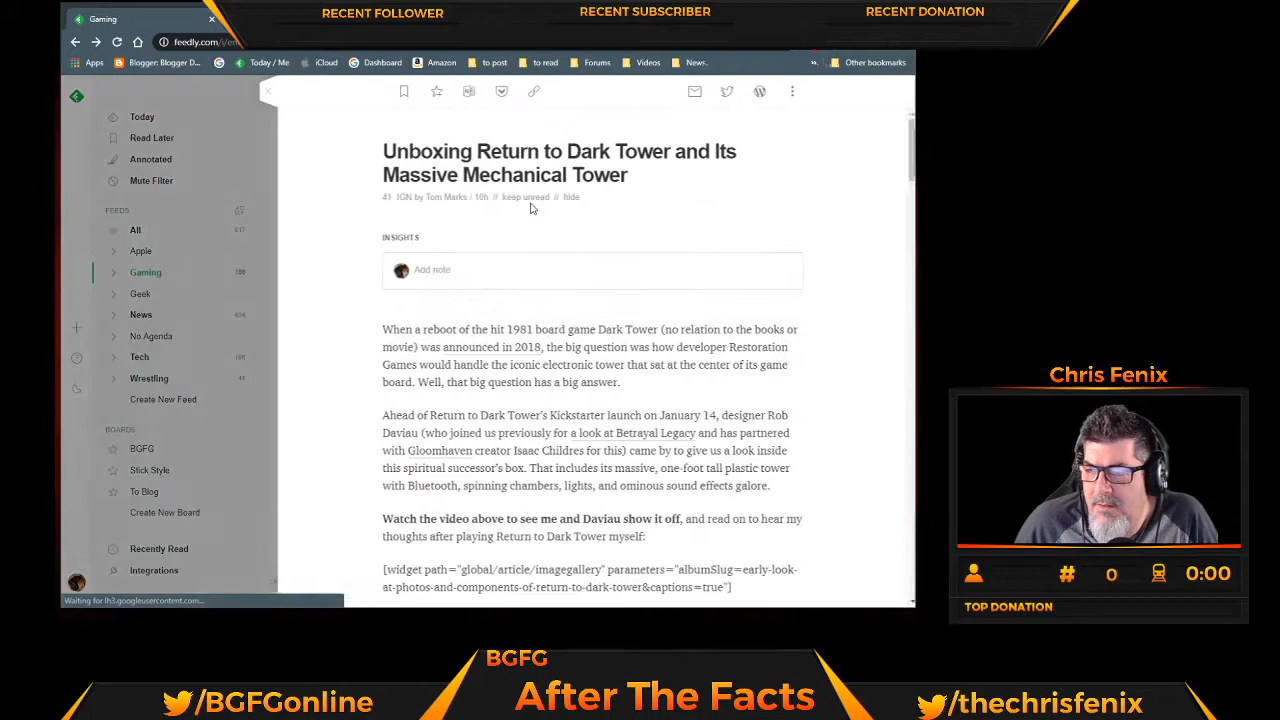 RECENT FOLLOWER
RECENT SUBSCRIBER
RECENT DONATION
Gaming
feedly.com/i/en
Apps
Blogger: Blogger D...
Today / Me
iCloud
Dashboard
Amazon
to post
to read
Forums
Videos
News.
Other bookmarks
Today
Read Later
Annotated
Mute Filter
FEEDS
All
Apple
Gaming
Geek
News
No Agenda
Tech
Wrestling
Create New Feed
BOARDS
BGFG
Stick Style
To Blog
Create New Board
Recently Read
Integrations
Waiting for lh3.googleusercontent.com...
Unboxing Return to Dark Tower and Its
Massive Mechanical Tower
41 IGN by Tom Marks / 10h // keep unread // hide
INSIGHTS
Add note
When a reboot of the hit 1981 board game Dark Tower (no relation to the books or
movie) was announced in 2018, the big question was how developer Restoration
Games would handle the iconic electronic tower that sat at the center of its game
board. Well, that big question has a big answer.
Ahead of Return to Dark Tower's Kickstarter launch on January 14, designer Rob
Daviau (who joined us previously for a look at Betrayal Legacy and has partnered
with Gloomhaven creator Isaac Childres for this) came by to give us a look inside
this spiritual successor's box. That includes its massive, one-foot tall plastic tower
with Bluetooth, spinning chambers, lights, and ominous sound effects galore.
Watch the video above to see me and Daviau show it off, and read on to hear my
thoughts after playing Return to Dark Tower myself:
[widget path="global/article/imagegallery" parameters="albumSlug=early-look-
at-photos-and-components-of-return-to-dark-tower&captions=true"]
Chris Fenix
# 0 0:00
TOP DONATION
BGFG
After The Facts
/BGFGonline
/thechrisfenix